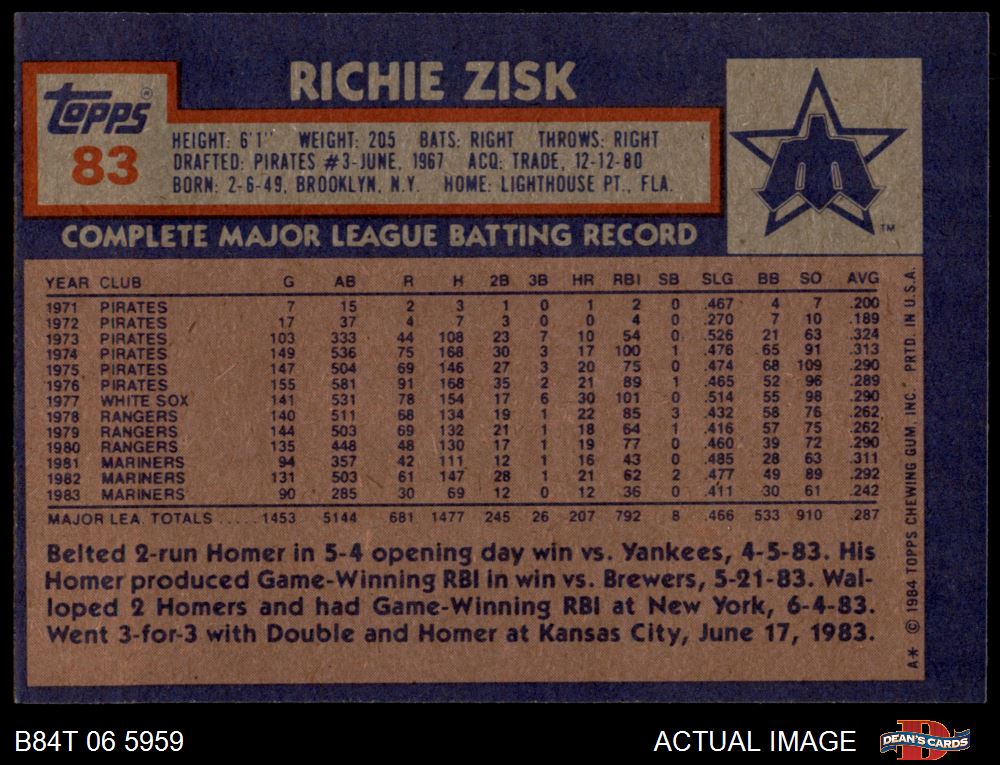 RICHIE ZISK
Topps®
83
HEIGHT: 6'1" WEIGHT: 205 BATS: RIGHT THROWS: RIGHT
DRAFTED: PIRATES #3-JUNE, 1967 ACQ: TRADE, 12-12-80
BORN: 2-6-49, BROOKLYN, N.Y. HOME: LIGHTHOUSE PT., FLA.
TM
COMPLETE MAJOR LEAGUE BATTING RECORD
YEAR CLUB G AB R H 2B 3B HR RBI SB SLG BB SO AVG
1971 PIRATES 7 15 2 3 1 0 1 2 0 .467 4 7 .200
1972 PIRATES 17 37 4 7 3 0 0 4 0 .270 7 10 .189
1973 PIRATES 103 333 44 108 23 7 10 54 0 .526 21 63 .324
1974 PIRATES 149 536 75 168 30 3 17 100 1 .476 65 91 .313
1975 PIRATES 147 504 69 146 27 3 20 75 0 .474 68 109 .290
1976 PIRATES 155 581 91 168 35 2 21 89 1 .465 52 96 .289
1977 WHITE SOX 141 531 78 154 17 6 30 101 0 .514 55 98 .290
1978 RANGERS 140 511 68 134 19 1 22 85 3 .432 58 76 .262
1979 RANGERS 144 503 69 132 21 1 18 64 1 .416 57 75 .262
1980 RANGERS 135 448 48 130 17 1 19 77 0 .460 39 72 .290
1981 MARINERS 94 357 42 111 12 1 16 43 0 .485 28 63 .311
1982 MARINERS 131 503 61 147 28 1 21 62 2 .477 49 89 .292
1983 MARINERS 90 285 30 69 12 0 12 36 0 .411 30 61 .242
MAJOR LEA. TOTALS ..... 1453 5144 681 1477 245 26 207 792 8 .466 533 910 .287
Belted 2-run Homer in 5-4 opening day win vs. Yankees, 4-5-83. His
Homer produced Game-Winning RBI in win vs. Brewers, 5-21-83. Wal-
loped 2 Homers and had Game-Winning RBI at New York, 6-4-83.
Went 3-for-3 with Double and Homer at Kansas City, June 17, 1983.
A* © 1984 TOPPS CHEWING GUM, INC. PRTD. IN U.S.A.
B84T 06 5959
ACTUAL IMAGE
D
DEAN'S CARDS